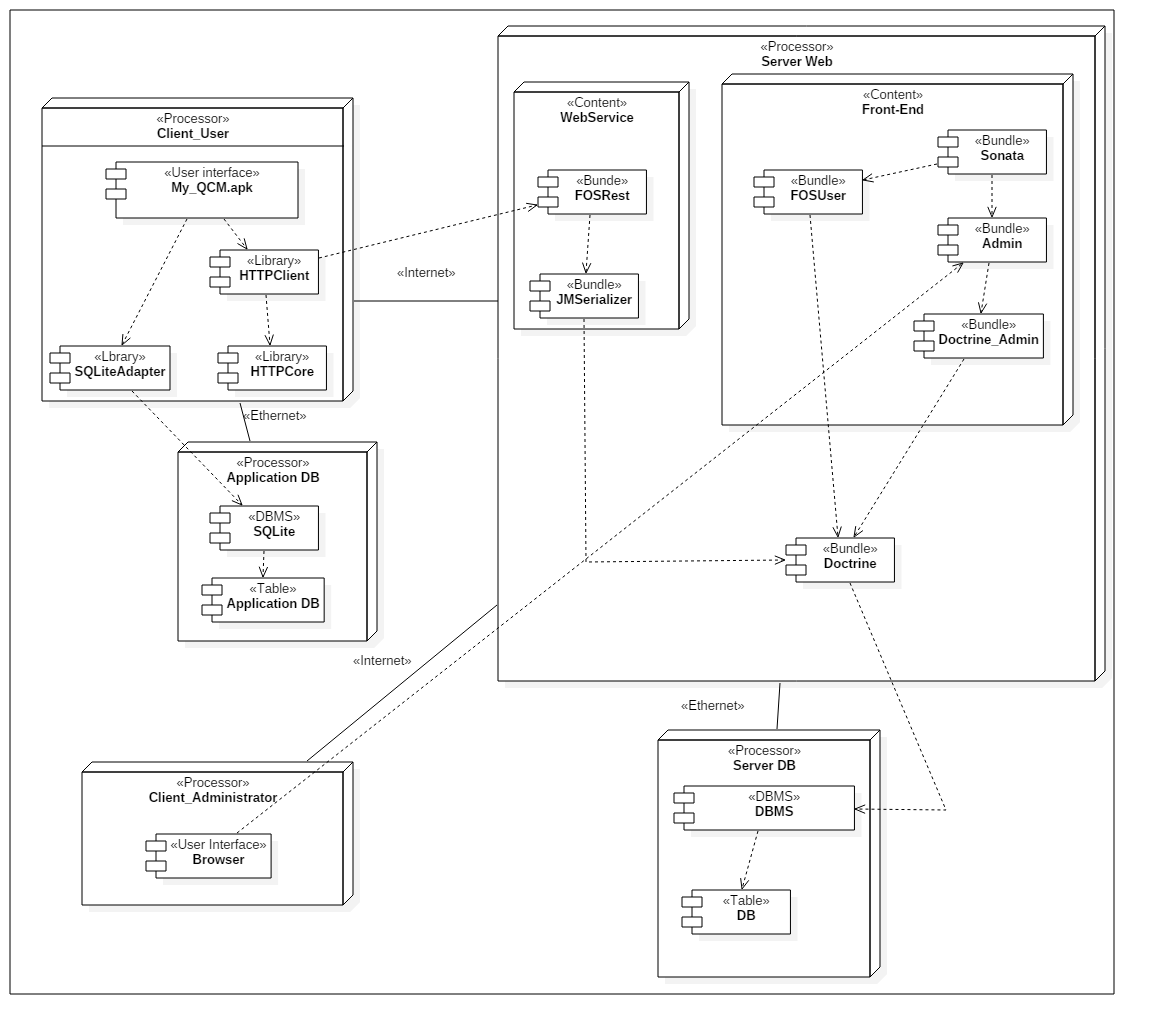 «Processor»
Server Web
«Content»
WebService
«Bunde»
FOSRest
«Bundle»
JMSerializer
«Content»
Front-End
«Bundle»
Sonata
«Bundle»
FOSUser
«Bundle»
Admin
«Bundle»
Doctrine_Admin
«Bundle»
Doctrine
«Processor»
Client_User
«User interface»
My_QCM.apk
«Library»
HTTPClient
«Lbrary»
SQLiteAdapter
«Library»
HTTPCore
«Internet»
«Ethernet»
«Processor»
Application DB
«DBMS»
SQLite
«Table»
Application DB
«Internet»
«Ethernet»
«Processor»
Client_Administrator
«User Interface»
Browser
«Processor»
Server DB
«DBMS»
DBMS
«Table»
DB